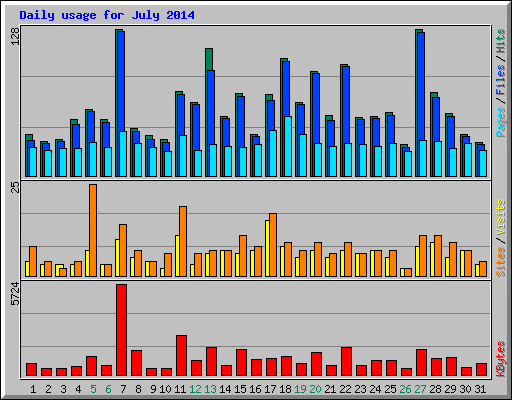 Daily usage for July 2014
128
Pages / Files / Hits
25
Sites / Visits
5724
KBytes
1 2 3 4 5 6 7 8 9 10 11 12 13 14 15 16 17 18 19 20 21 22 23 24 25 26 27 28 29 30 31